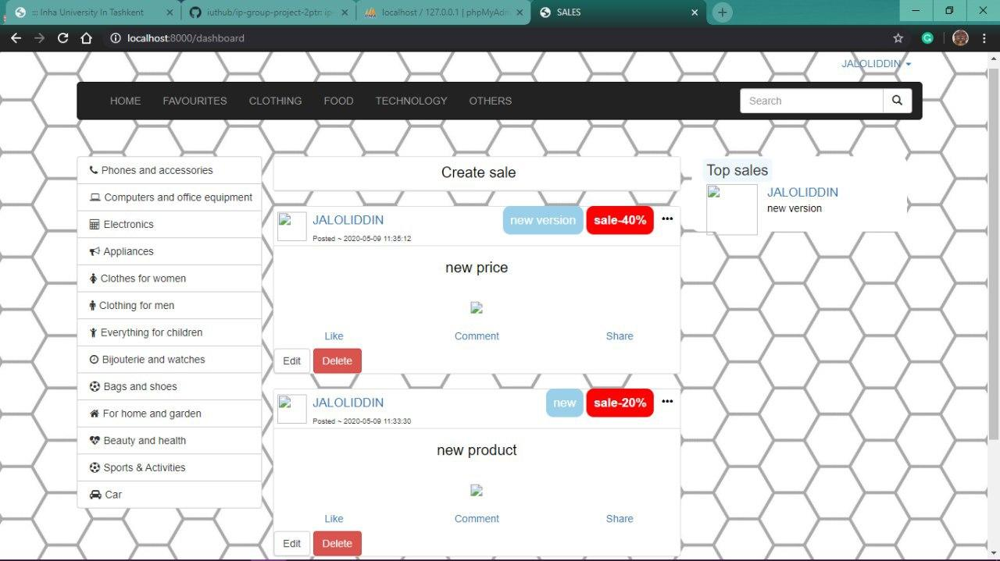 ::: Inha University In Tashkent
iuthub/ip-group-project-2ptn: ip-
localhost / 127.0.0.1 | phpMyAdm
SALES
localhost:8000/dashboard
JALOLIDDIN
HOME FAVOURITES CLOTHING FOOD TECHNOLOGY OTHERS Search
Phones and accessories
Computers and office equipment
Electronics
Appliances
Clothes for women
Clothing for men
Everything for children
Bijouterie and watches
Bags and shoes
For home and garden
Beauty and health
Sports & Activities
Car
Create sale
JALOLIDDIN new version sale-40% •••
Posted ~ 2020-05-09 11:35:12
new price
Like Comment Share
Edit Delete
JALOLIDDIN new sale-20% •••
Posted ~ 2020-05-09 11:33:30
new product
Like Comment Share
Edit Delete
Top sales
JALOLIDDIN
new version